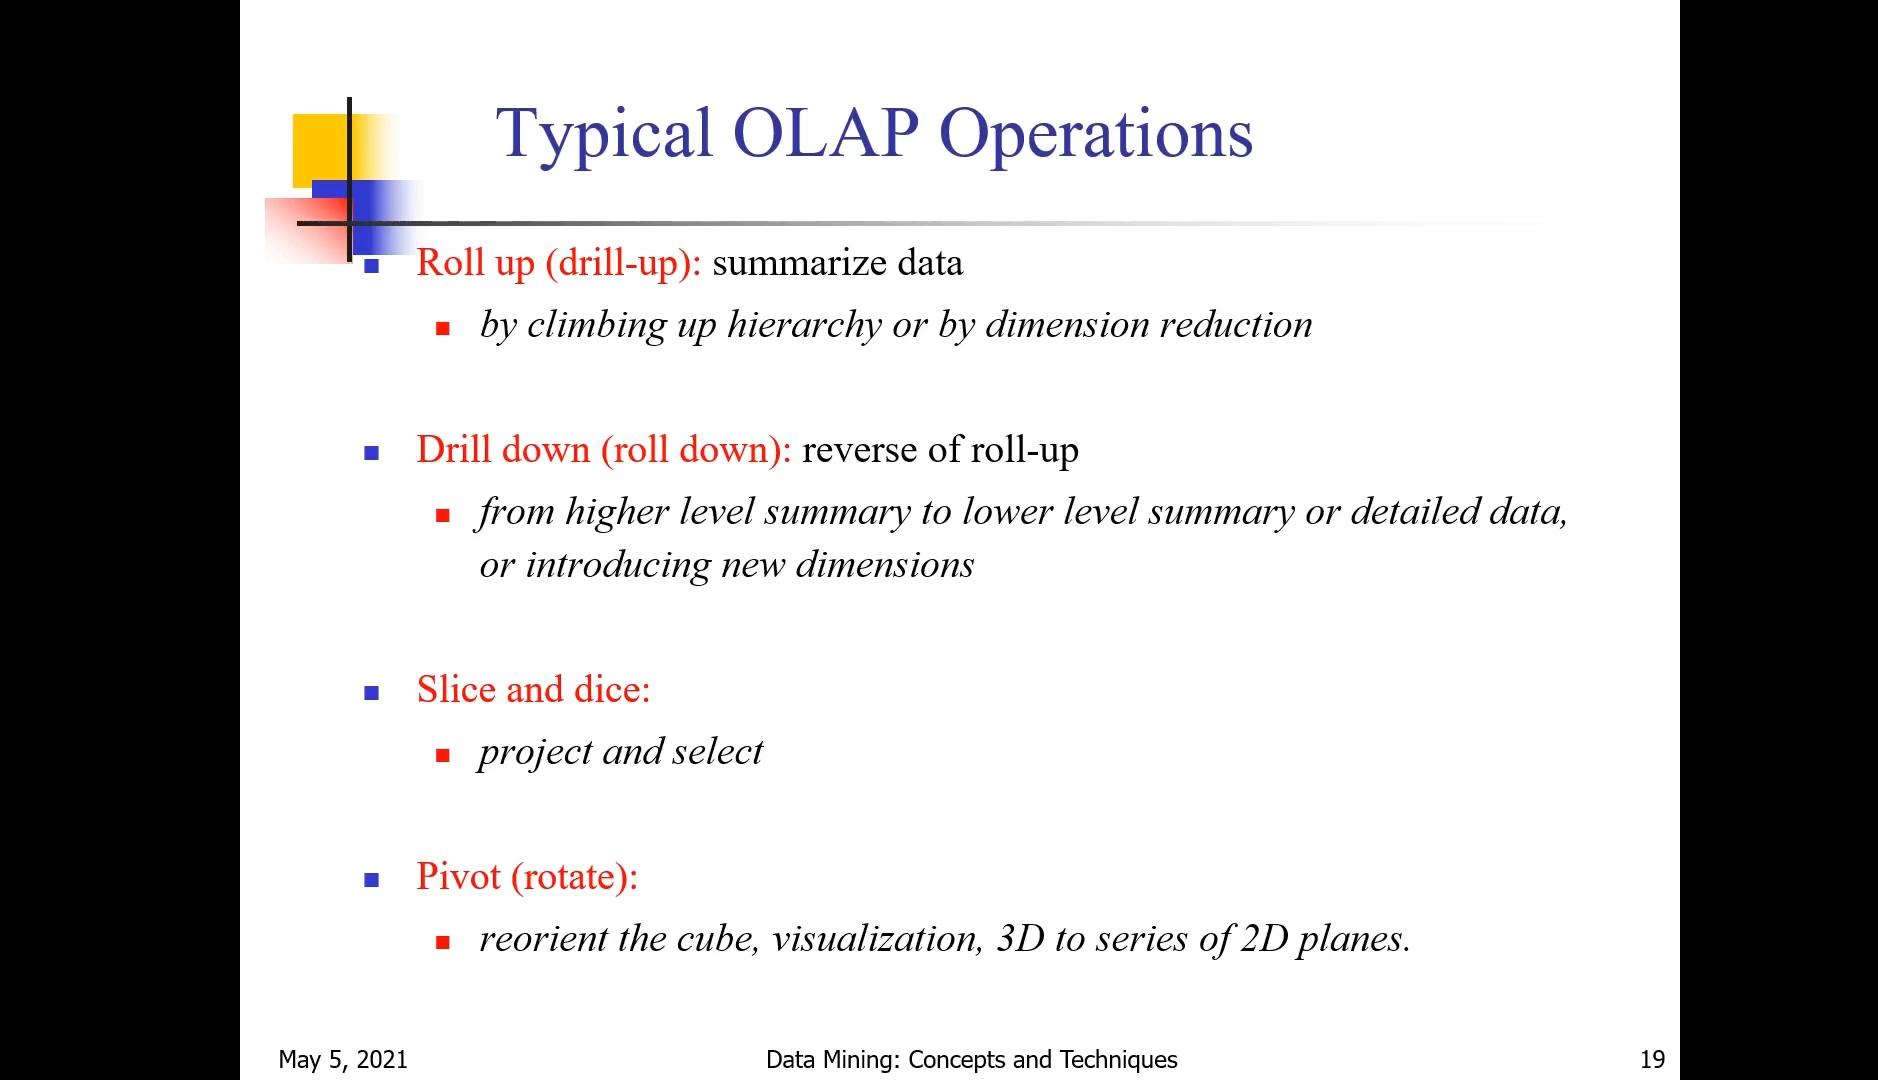 Typical OLAP Operations
Roll up (drill-up): summarize data
by climbing up hierarchy or by dimension reduction
Drill down (roll down): reverse of roll-up
from higher level summary to lower level summary or detailed data,
or introducing new dimensions
Slice and dice:
project and select
Pivot (rotate):
reorient the cube, visualization, 3D to series of 2D planes.
May 5, 2021
Data Mining: Concepts and Techniques
19